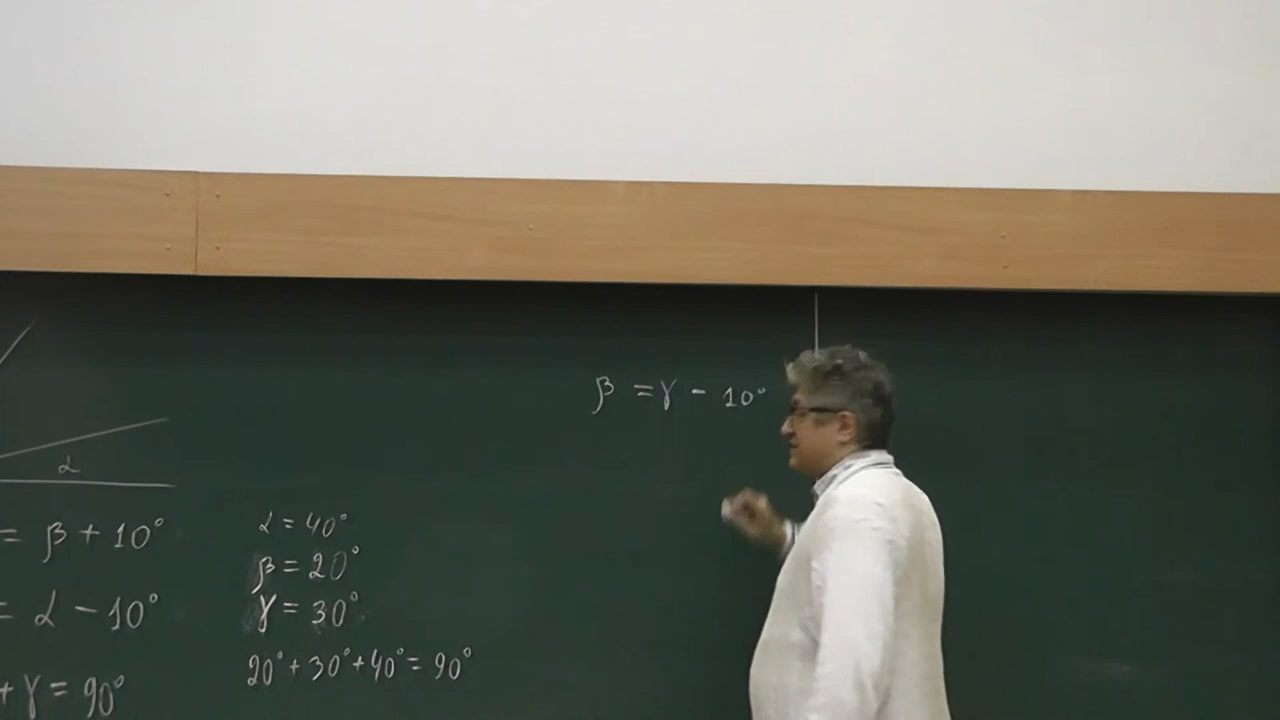 α
= β + 10°
= α - 10°
+ γ = 90°
α = 40°
β = 20°
γ = 30°
20° + 30° + 40° = 90°
β = γ - 10°